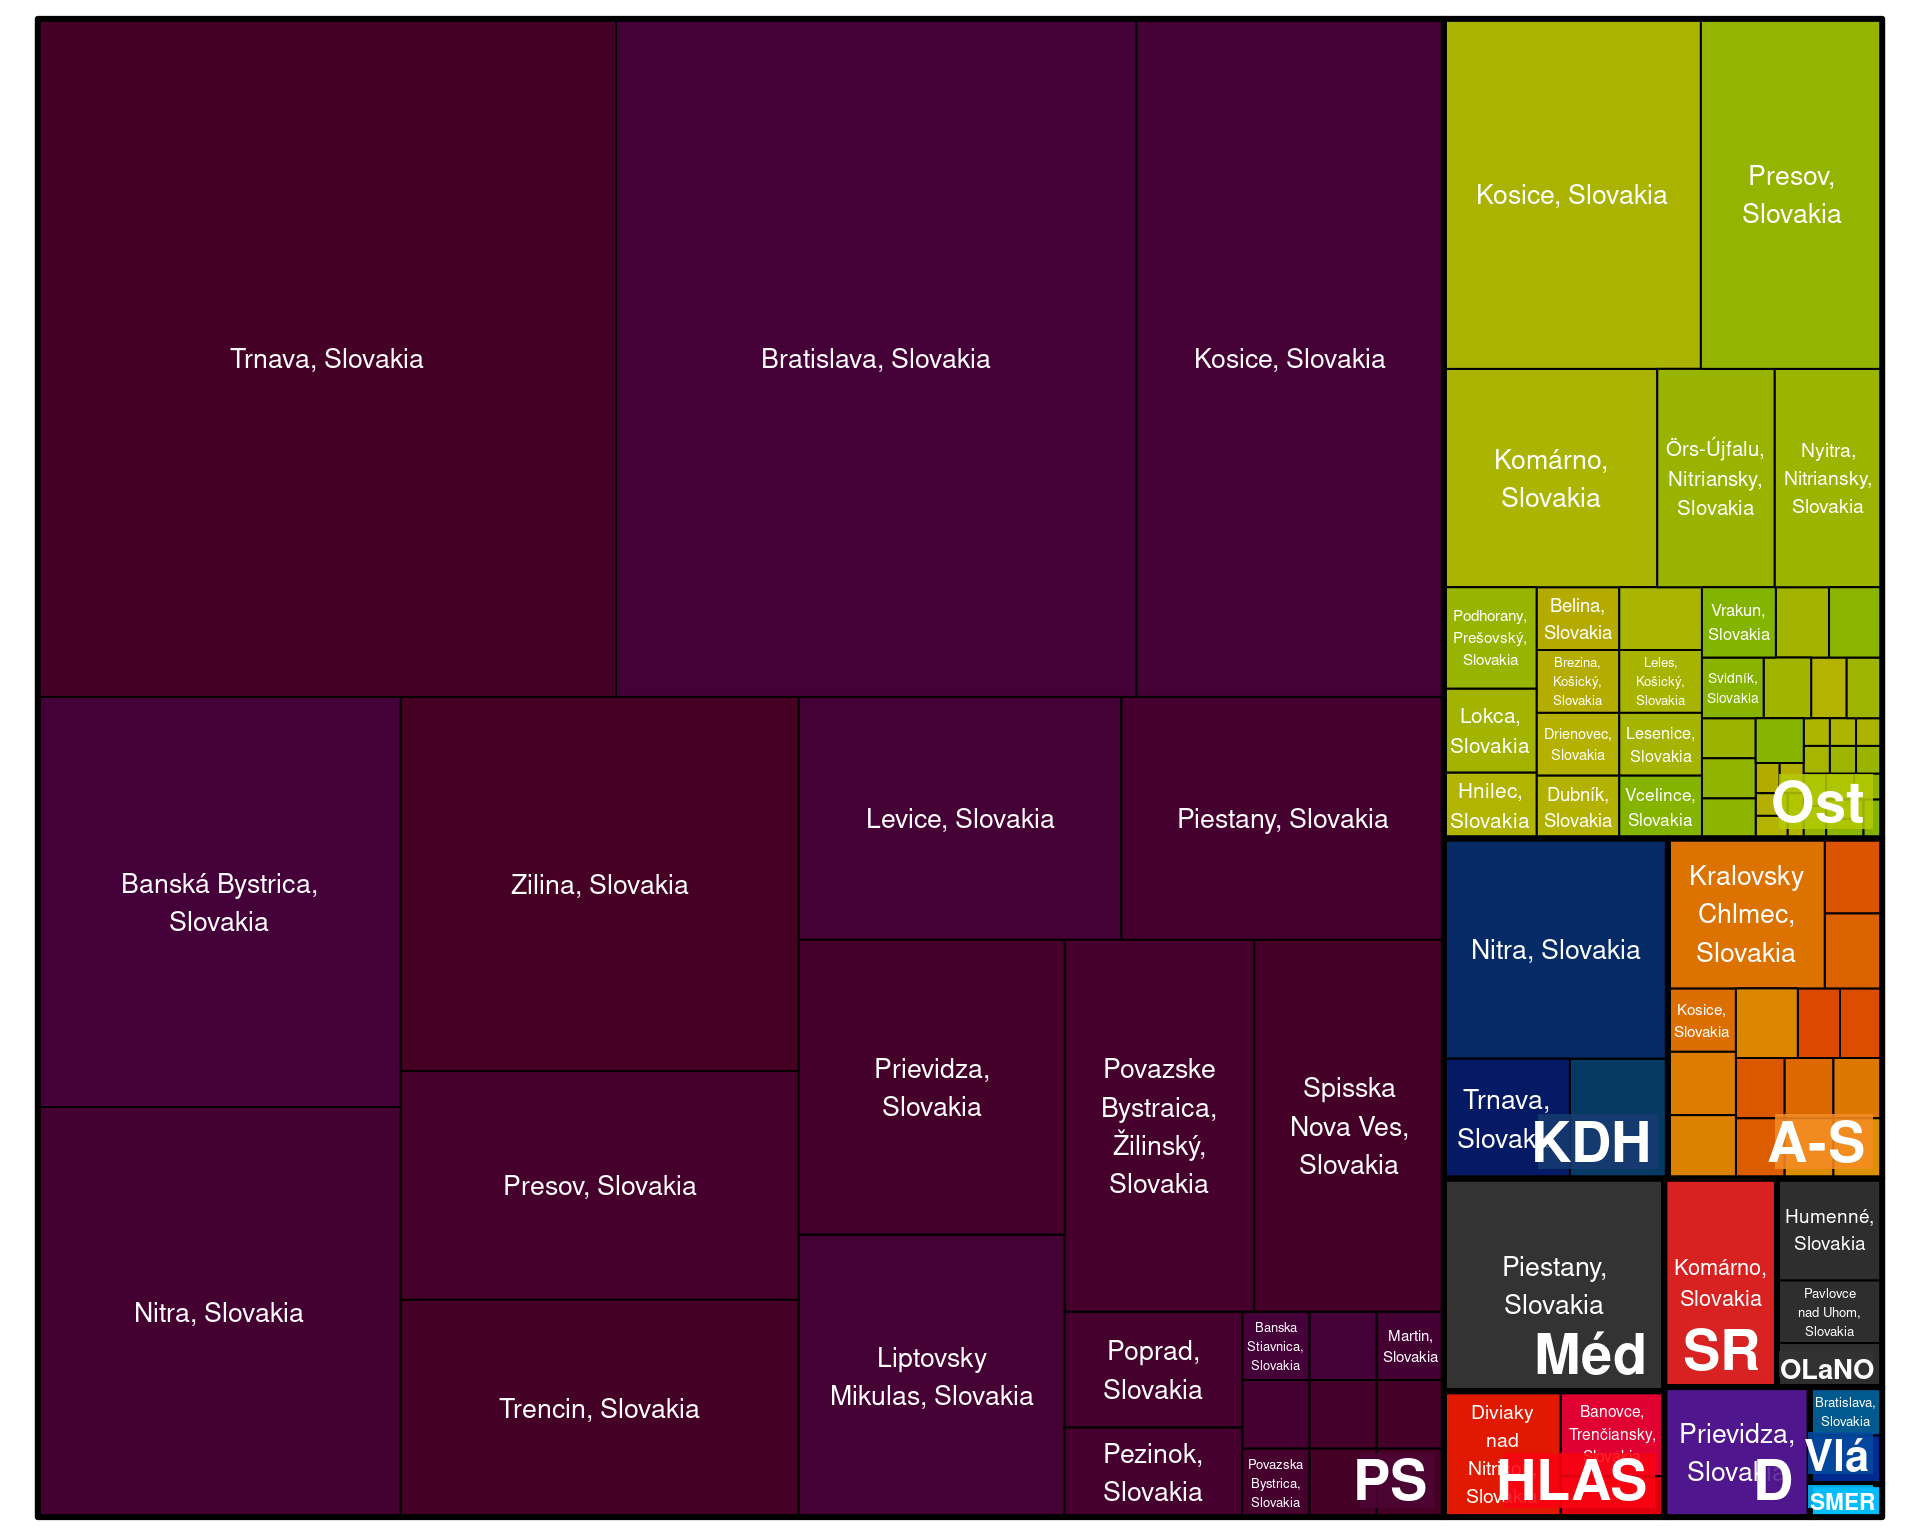 Trnava, Slovakia
Bratislava, Slovakia
Kosice, Slovakia
Banská Bystrica,
Slovakia
Nitra, Slovakia
Zilina, Slovakia
Presov, Slovakia
Trencin, Slovakia
Levice, Slovakia
Piestany, Slovakia
Prievidza,
Slovakia
Liptovsky
Mikulas, Slovakia
Povazske
Bystraica,
Žilinský,
Slovakia
Spisska
Nova Ves,
Slovakia
Poprad,
Slovakia
Pezinok,
Slovakia
Banska
Stiavnica,
Slovakia
Martin,
Slovakia
Povazska
Bystrica,
Slovakia
PS
Kosice, Slovakia
Presov,
Slovakia
Komárno,
Slovakia
Örs-Újfalu,
Nitriansky,
Slovakia
Nyitra,
Nitriansky,
Slovakia
Podhorany,
Prešovský,
Slovakia
Lokca,
Slovakia
Hnilec,
Slovakia
Belina,
Slovakia
Brezina,
Košický,
Slovakia
Drienovec,
Slovakia
Dubník,
Slovakia
Leles,
Košický,
Slovakia
Lesenice,
Slovakia
Vcelince,
Slovakia
Vrakun,
Slovakia
Svidník,
Slovakia
Ost
Nitra, Slovakia
Trnava,
Slovakia
KDH
Kralovsky
Chlmec,
Slovakia
Kosice,
Slovakia
A-S
Piestany,
Slovakia
Méd
Komárno,
Slovakia
SR
Humenné,
Slovakia
Pavlovce
nad Uhom,
Slovakia
OLaNO
Diviaky
nad
Slovakia
Banovce,
Trenčiansky,
Slovakia
HLAS
Prievidza,
Slovakia
D
Bratislava,
Slovakia
Vlá
SMER